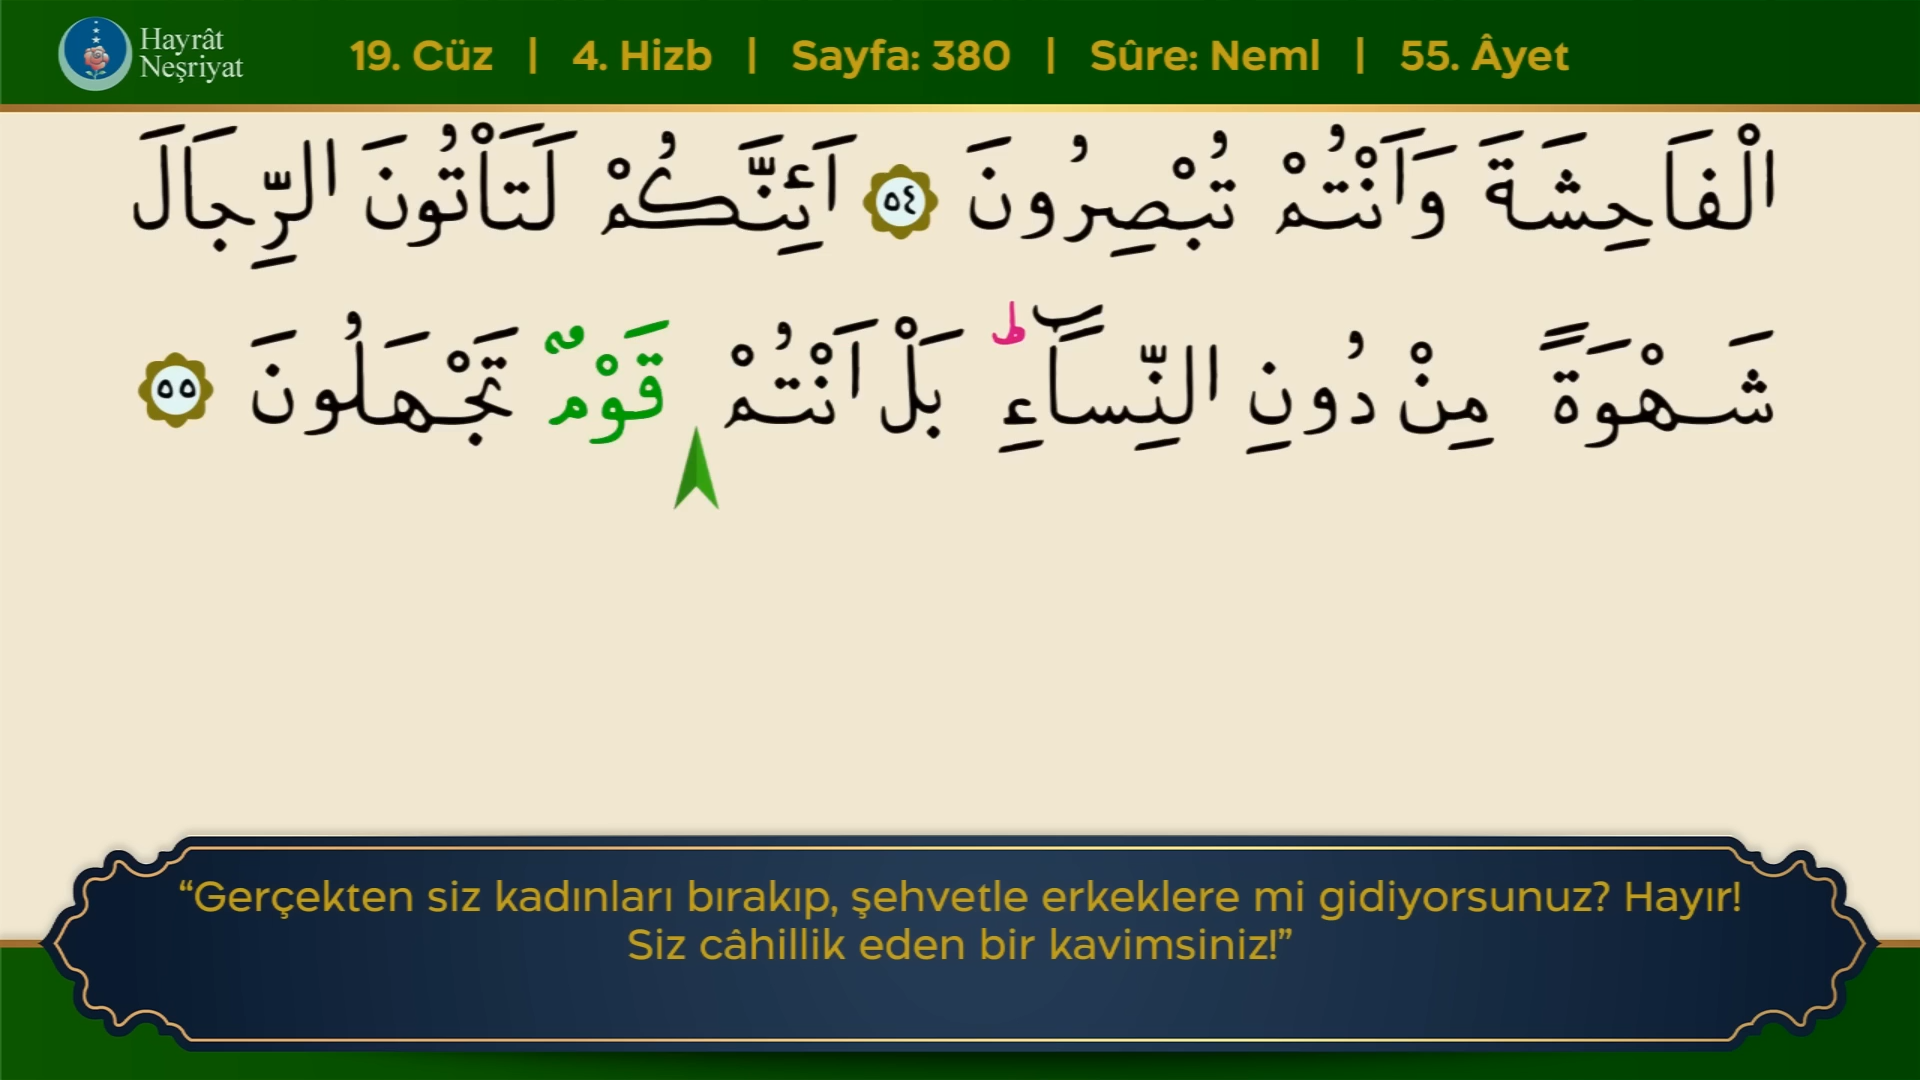 Hayrât
Neşriyat
19. Cüz | 4. Hizb | Sayfa: 380 | Sûre: Neml | 55. Âyet
الْفَاحِشَةَ وَاَنْتُمْ تُبْصِرُونَ ٥٤ اَئِنَّكُمْ لَتَأْتُونَ الرِّجَالَ
شَهْوَةً مِنْ دُونِ النِّسَٓاءِ ط بَلْ اَنْتُمْ قَوْمٌ تَجْهَلُونَ ٥٥
“Gerçekten siz kadınları bırakıp, şehvetle erkeklere mi gidiyorsunuz? Hayır!
Siz câhillik eden bir kavimsiniz!”